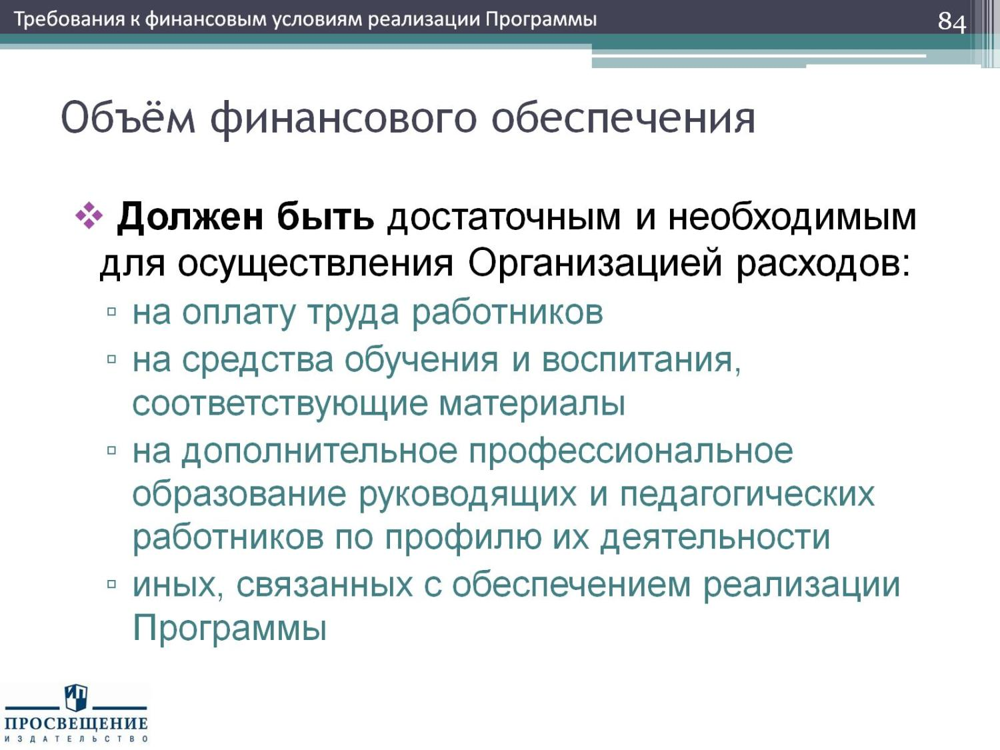 Требования к финансовым условиям реализации Программы
84
Объём финансового обеспечения
❖ Должен быть достаточным и необходимым
для осуществления Организацией расходов:
▫ на оплату труда работников
▫ на средства обучения и воспитания,
соответствующие материалы
▫ на дополнительное профессиональное
образование руководящих и педагогических
работников по профилю их деятельности
▫ иных, связанных с обеспечением реализации
Программы
ИП
ПРОСВЕЩЕНИЕ
ИЗДАТЕЛЬСТВО